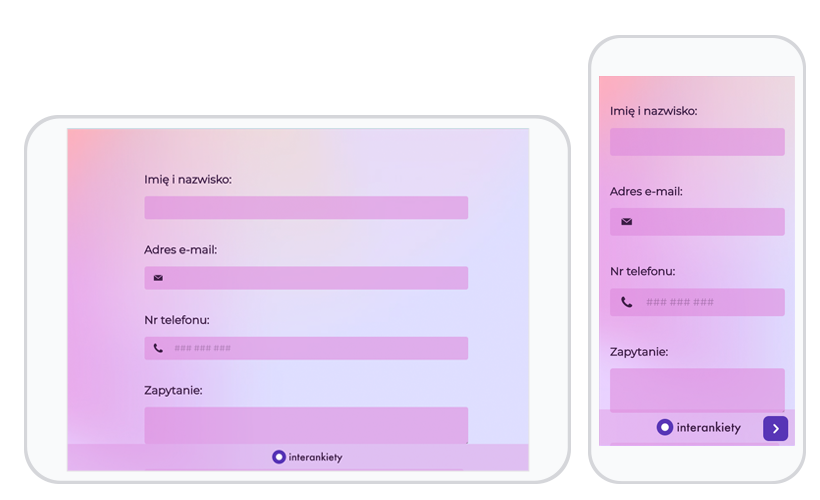 Imię i nazwisko:
Adres e-mail:
Nr telefonu:
### ### ###
Zapytanie:
interankiety
Imię i nazwisko:
Adres e-mail:
Nr telefonu:
### ### ###
Zapytanie:
interankiety